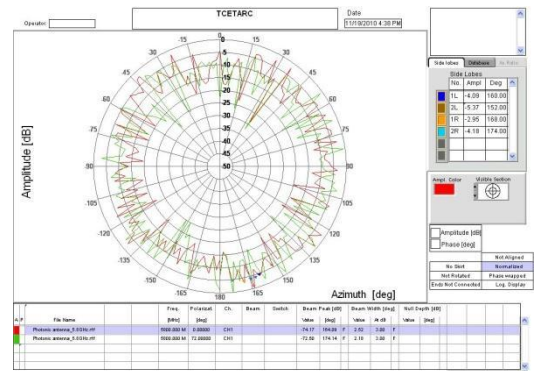 TCETARC
Date
Operator:
11/19/2010 4:38 PM
Amplitude [dB]
-15 0 15
-30 30
-45 45
-60 60
-75 75
-90 90
-105 105
-120 120
-135 135
-150 150
-165 180 165
-5
-10
-15
-20
-25
-30
-35
-40
-45
-50
Azimuth [deg]
Side lobes Database
Side Lobes
No. Ampl Deg
1L -4.09 160.00
2L -5.37 152.00
1R -2.95 168.00
2R -4.18 174.00
Ampl. Color Visible Section
Amplitude [dB]
Phase [deg]
Not Aligned
No Skirt Normalized
Not Rotated Phase wrapped
Ends Not Connected Log. Display
Freq. Polarizat. Ch. Beam Switch Beam Peak [dB] Beam Width [deg] Null Depth [dB]
A P File Name [MHz] [deg] Value [deg] Value At dB Value [deg]
Photonic antenna_5.0GHz.rff 5000.000 M 0.00000 CH1 -74.17 164.09 F 2.52 3.00 F
Photonic antenna_5.0GHz.rff 5000.000 M 72.00000 CH1 -72.50 174.14 F 2.10 3.00 F